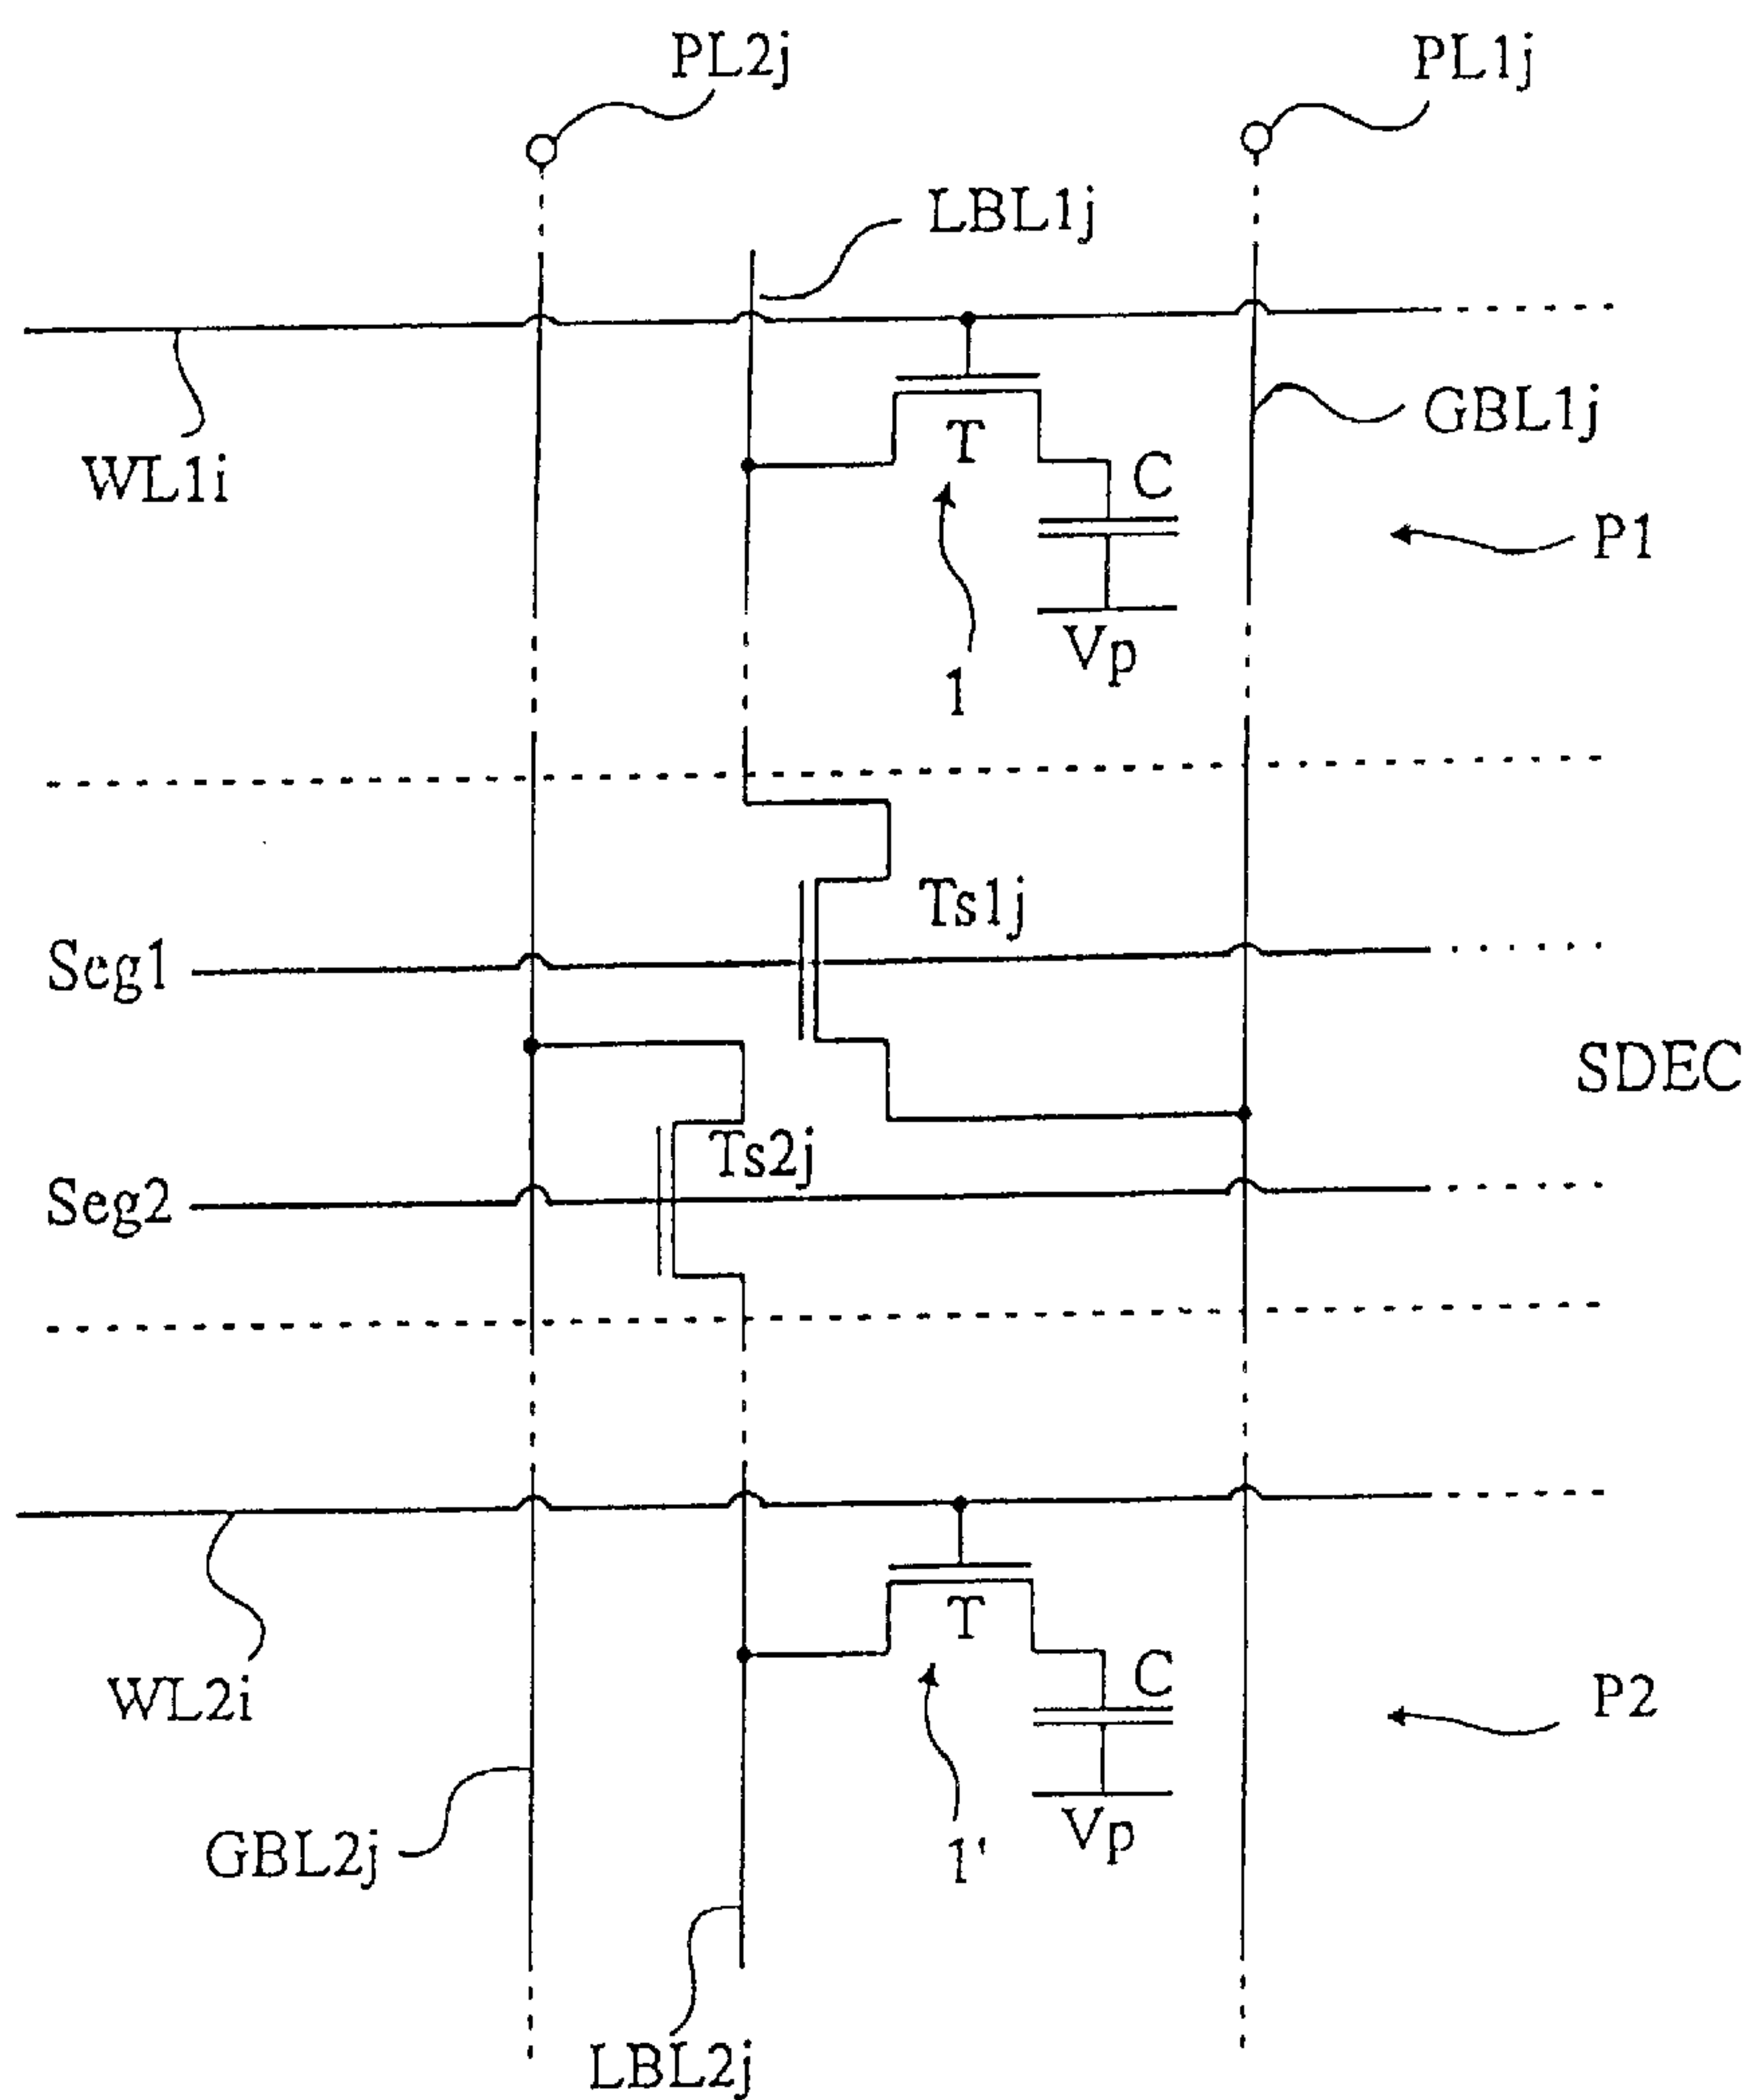 PL2j
PL1j
LBL1j
GBL1j
WL1i
T
C
P1
Vp
1
Ts1j
Seg1
SDEC
Ts2j
Seg2
T
C
WL2i
P2
Vp
GBL2j
1'
LBL2j